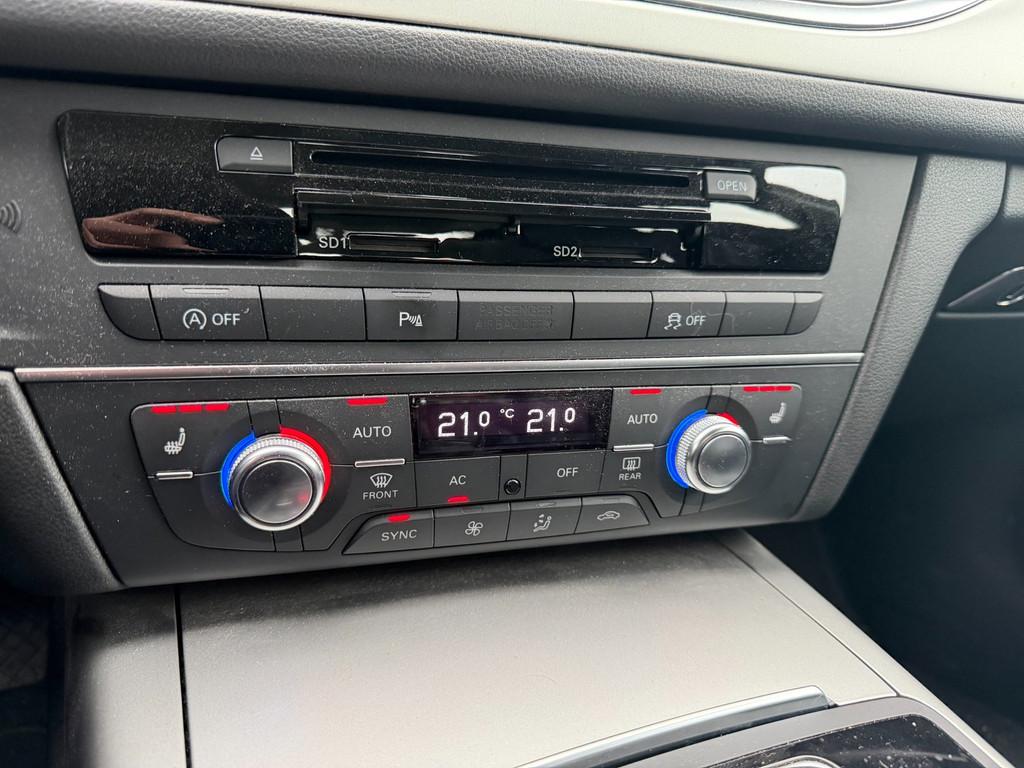 OPEN
SD1
SD2
A OFF
P
PASSENGER
AIRBAG OFF
OFF
AUTO
21.0 °C 21.0
AUTO
FRONT
AC
OFF
REAR
SYNC